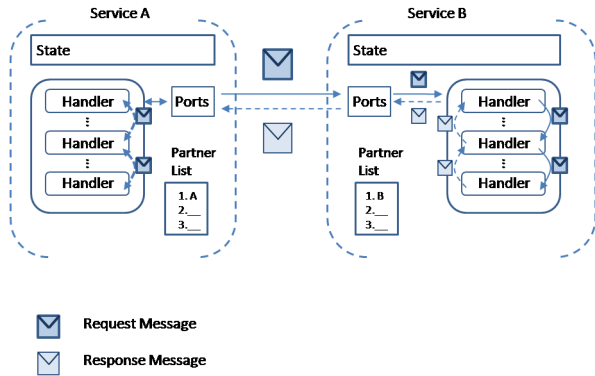 Service A
Service B
State
State
Handler
...
Handler
...
Handler
Ports
Ports
Handler
...
Handler
...
Handler
Partner
List
1. A
2.__
3.__
Partner
List
1. B
2.__
3.__
Request Message
Response Message